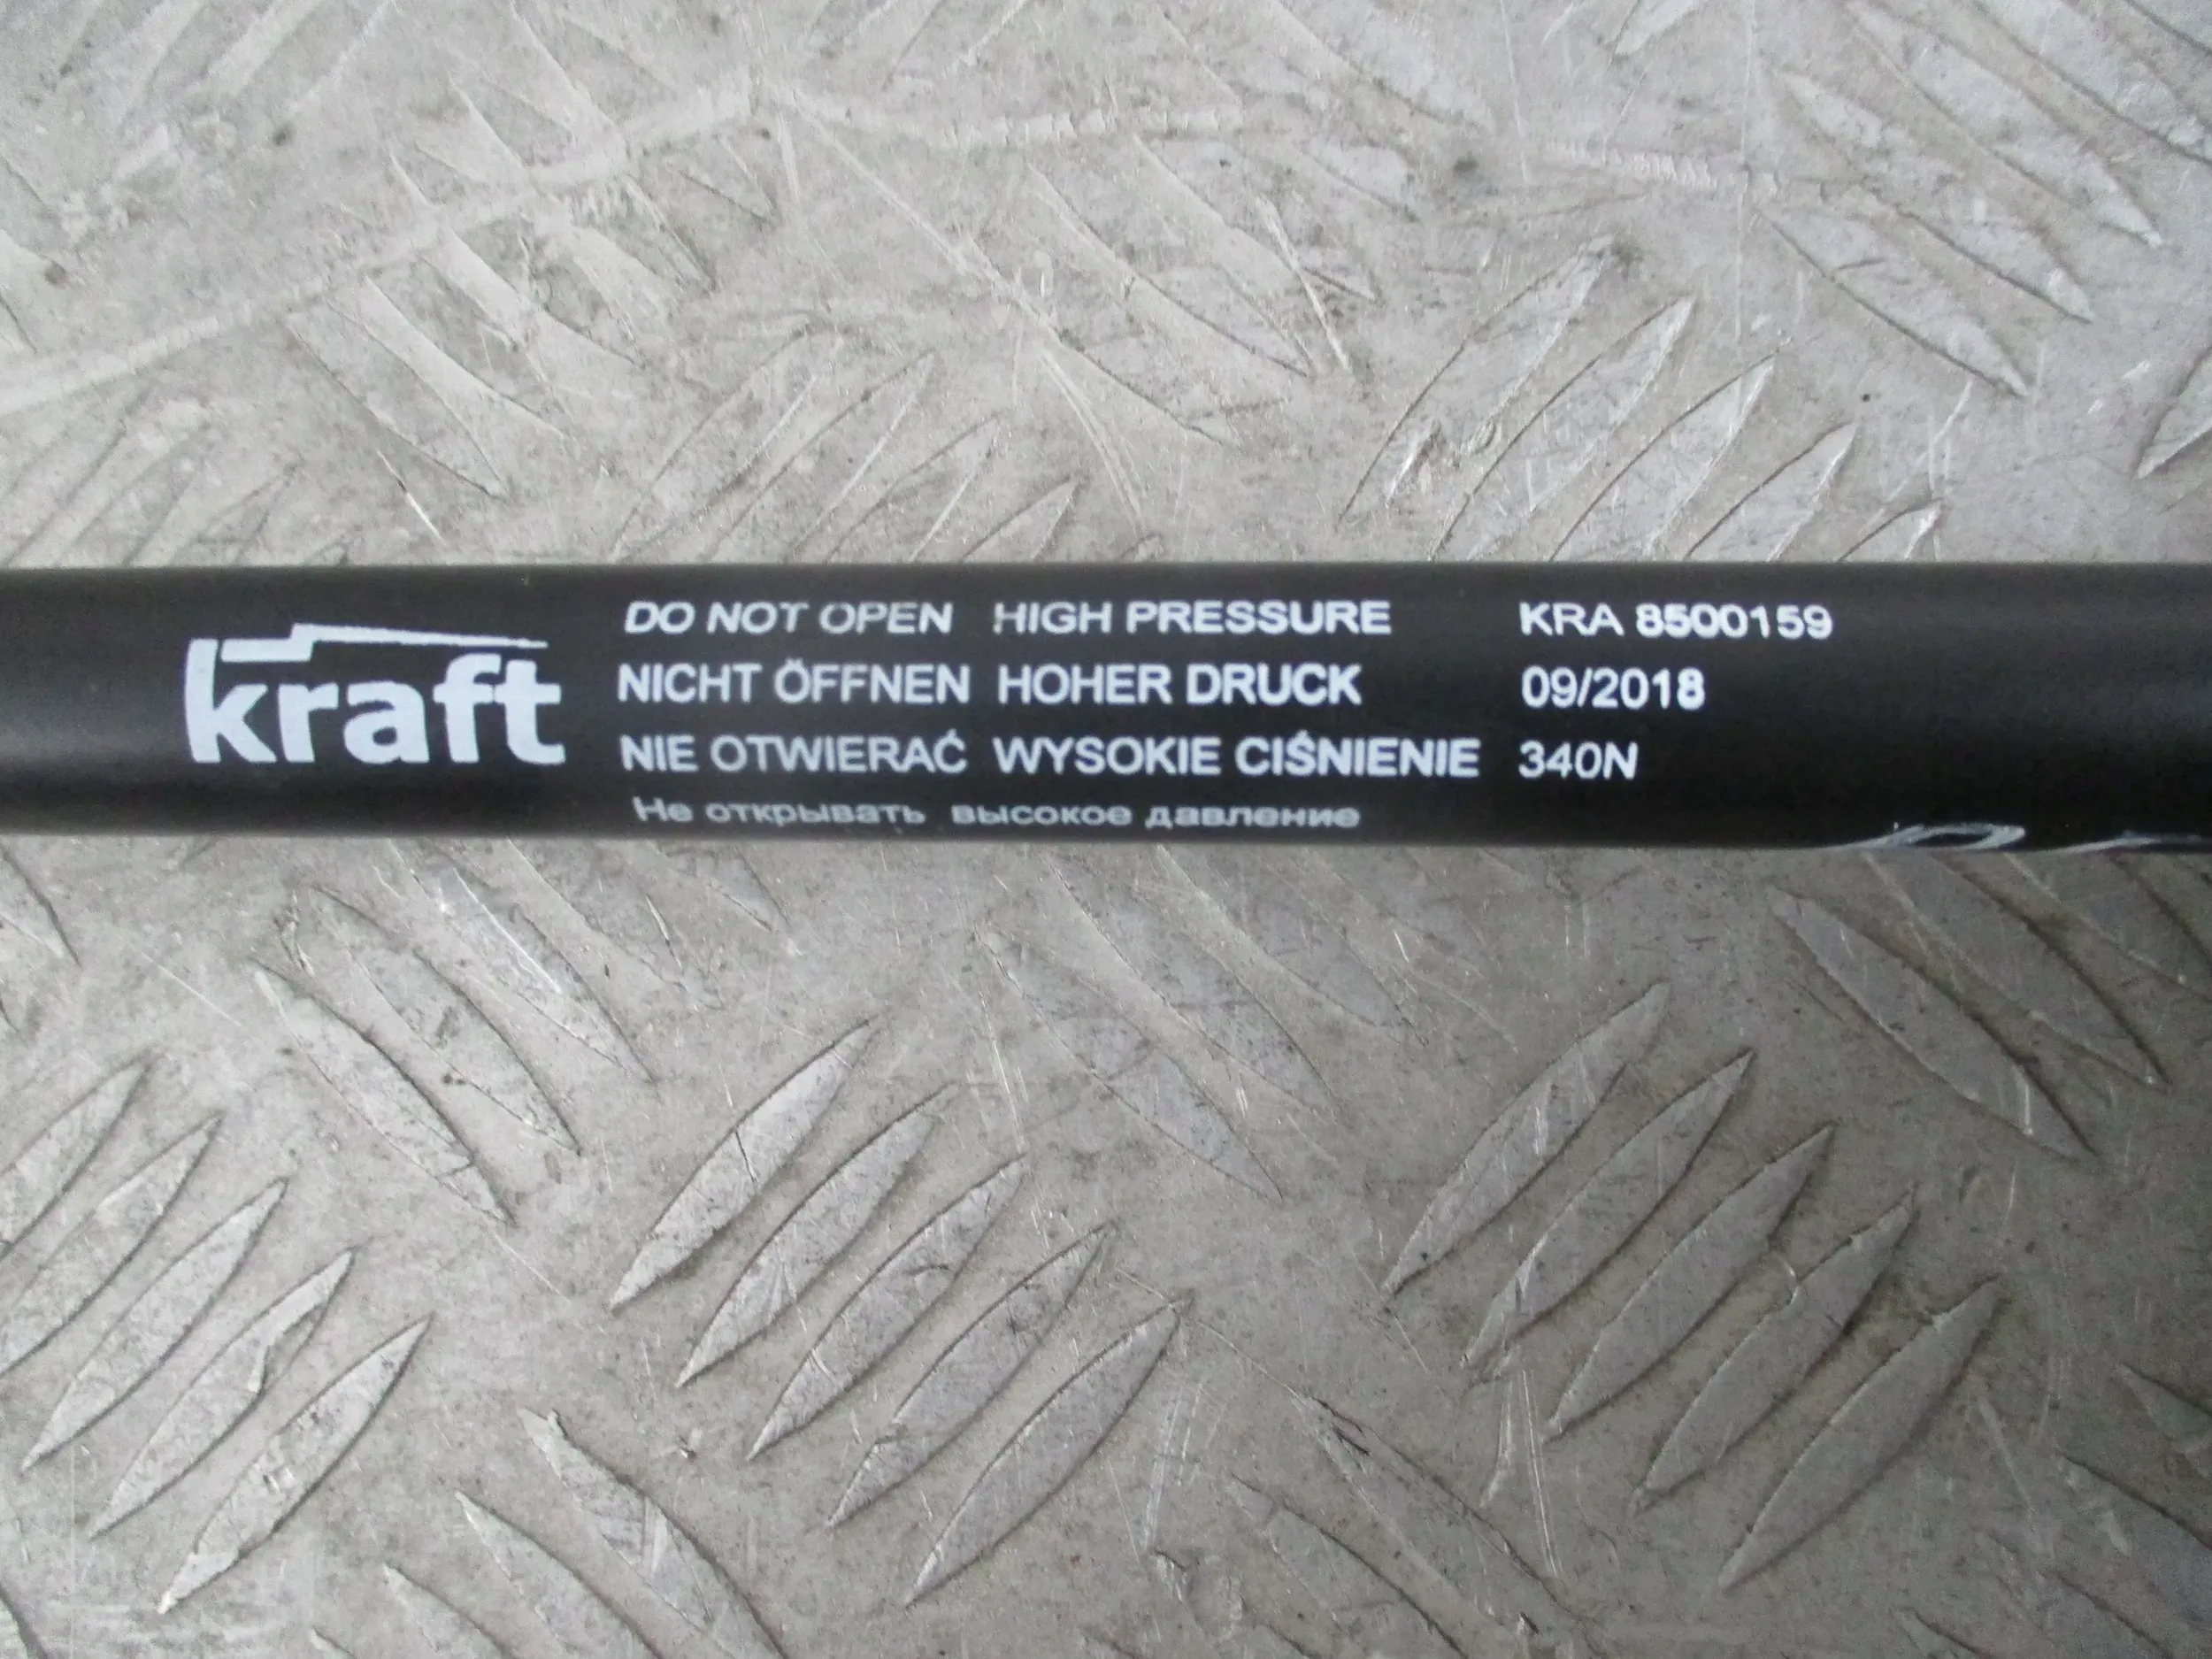 kraft
DO NOT OPEN HIGH PRESSURE KRA 8500159
NICHT ÖFFNEN HOHER DRUCK 09/2018
NIE OTWIERAĆ WYSOKIE CIŚNIENIE 340N
Не открывать высокое давление